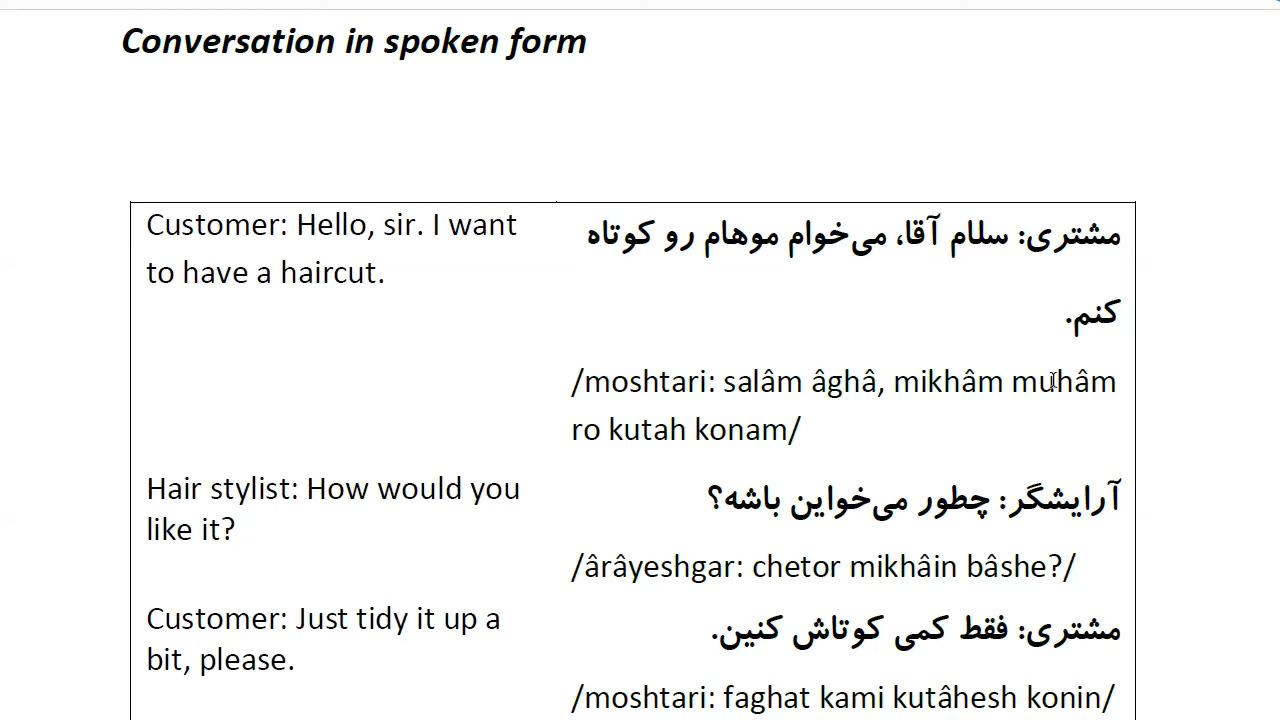 Conversation in spoken form
Customer: Hello, sir. I want
to have a haircut.
مشتری: سلام آقا، می‌خوام موهام رو کوتاه
کنم.
/moshtari: salâm âghâ, mikhâm muhâm
ro kutah konam/
Hair stylist: How would you
like it?
آرایشگر: چطور می‌خواین باشه؟
/ârâyeshgar: chetor mikhâin bâshe?/
Customer: Just tidy it up a
bit, please.
مشتری: فقط کمی کوتاش کنین.
/moshtari: faghat kami kutâhesh konin/